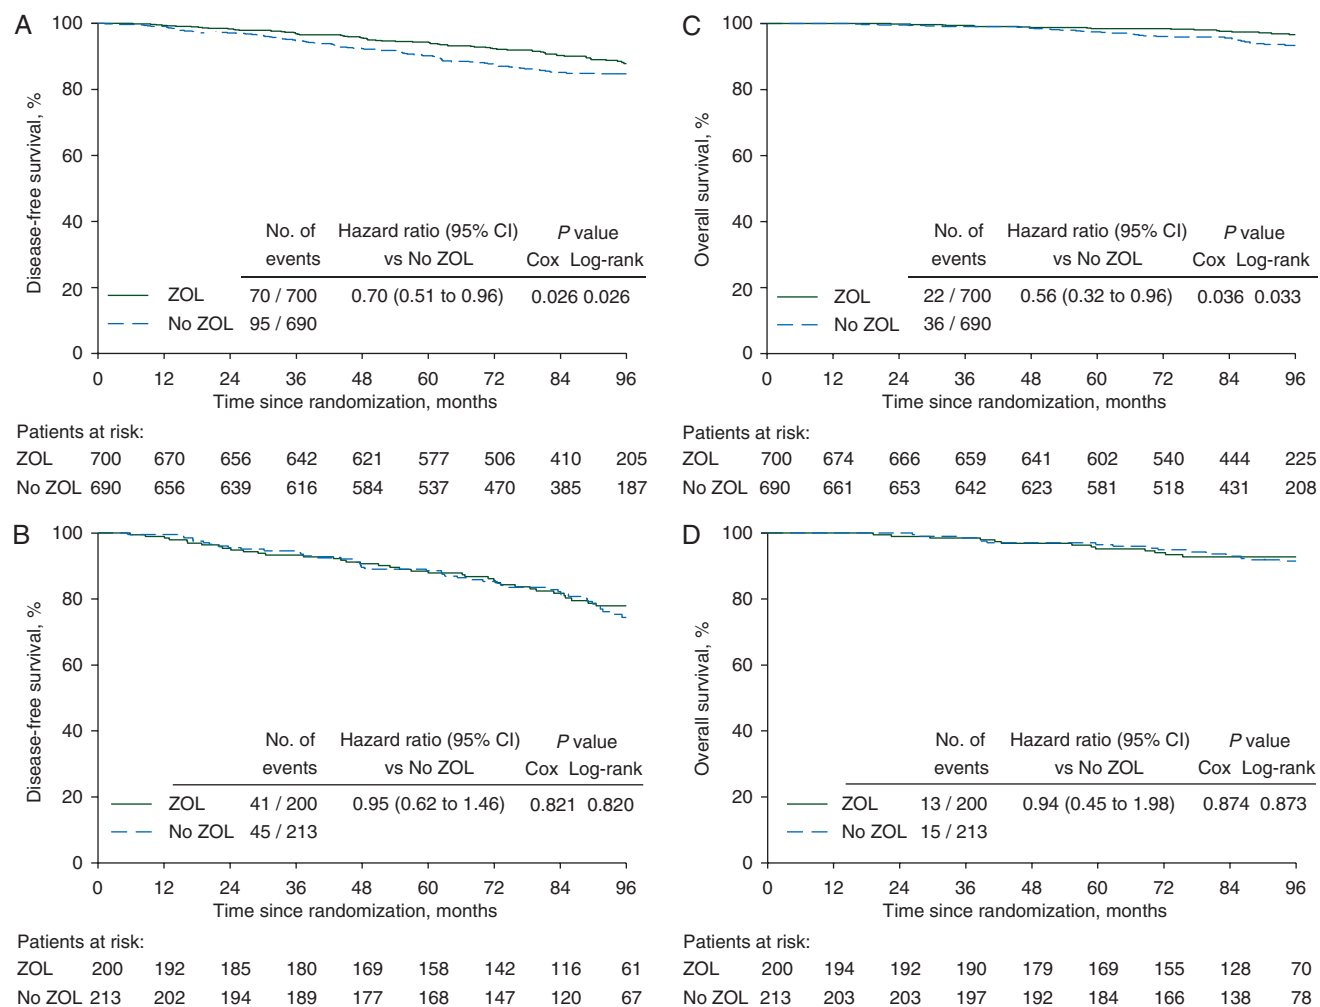 A
Disease-free survival, %
100
80
60
40
20
0
No. of events
Hazard ratio (95% CI) vs No ZOL
P value
Cox Log-rank
ZOL 70 / 700 0.70 (0.51 to 0.96) 0.026 0.026
No ZOL 95 / 690
0 12 24 36 48 60 72 84 96
Time since randomization, months
Patients at risk:
ZOL 700 670 656 642 621 577 506 410 205
No ZOL 690 656 639 616 584 537 470 385 187
C
Overall survival, %
100
80
60
40
20
0
No. of events
Hazard ratio (95% CI) vs No ZOL
P value
Cox Log-rank
ZOL 22 / 700 0.56 (0.32 to 0.96) 0.036 0.033
No ZOL 36 / 690
0 12 24 36 48 60 72 84 96
Time since randomization, months
Patients at risk:
ZOL 700 674 666 659 641 602 540 444 225
No ZOL 690 661 653 642 623 581 518 431 208
B
Disease-free survival, %
100
80
60
40
20
0
No. of events
Hazard ratio (95% CI) vs No ZOL
P value
Cox Log-rank
ZOL 41 / 200 0.95 (0.62 to 1.46) 0.821 0.820
No ZOL 45 / 213
0 12 24 36 48 60 72 84 96
Time since randomization, months
Patients at risk:
ZOL 200 192 185 180 169 158 142 116 61
No ZOL 213 202 194 189 177 168 147 120 67
D
Overall survival, %
100
80
60
40
20
0
No. of events
Hazard ratio (95% CI) vs No ZOL
P value
Cox Log-rank
ZOL 13 / 200 0.94 (0.45 to 1.98) 0.874 0.873
No ZOL 15 / 213
0 12 24 36 48 60 72 84 96
Time since randomization, months
Patients at risk:
ZOL 200 194 192 190 179 169 155 128 70
No ZOL 213 203 203 197 192 184 166 138 78